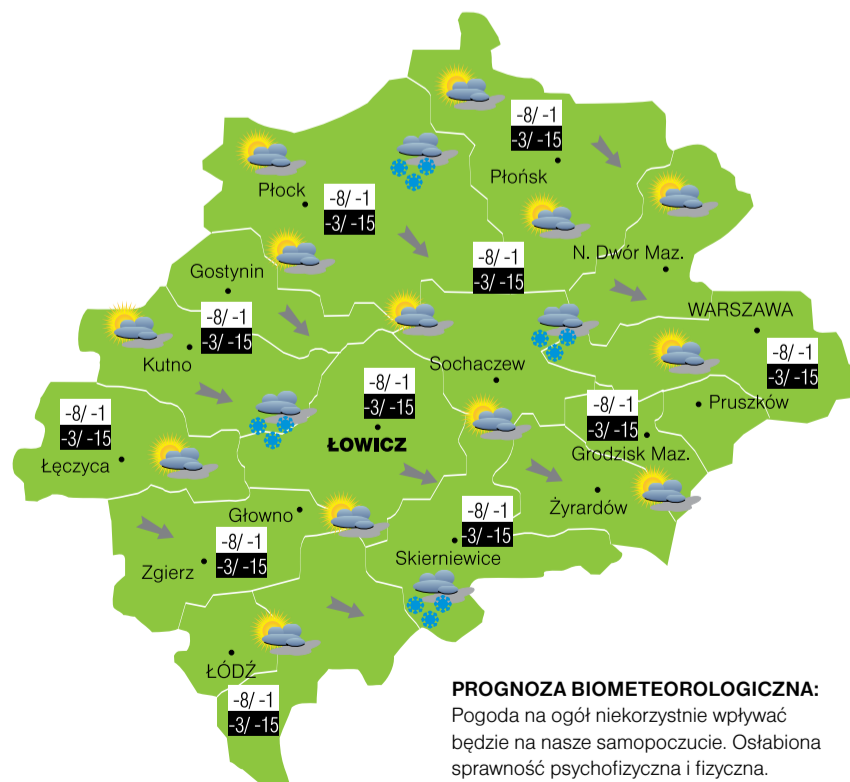 -8/ -1
-3/ -15
Płońsk
Płock
-8/ -1
-3/ -15
N. Dwór Maz.
-8/ -1
-3/ -15
Gostynin
WARSZAWA
-8/ -1
-3/ -15
Kutno
-8/ -1
-3/ -15
Sochaczew
-8/ -1
-3/ -15
Pruszków
-8/ -1
-3/ -15
-8/ -1
-3/ -15
ŁOWICZ
Grodzisk Maz.
Łęczyca
Żyrardów
Głowno
-8/ -1
-3/ -15
Skierniewice
-8/ -1
-3/ -15
Zgierz
ŁÓDŹ
-8/ -1
-3/ -15
PROGNOZA BIOMETEOROLOGICZNA:
Pogoda na ogół niekorzystnie wpływać
będzie na nasze samopoczucie. Osłabiona
sprawność psychofizyczna i fizyczna.